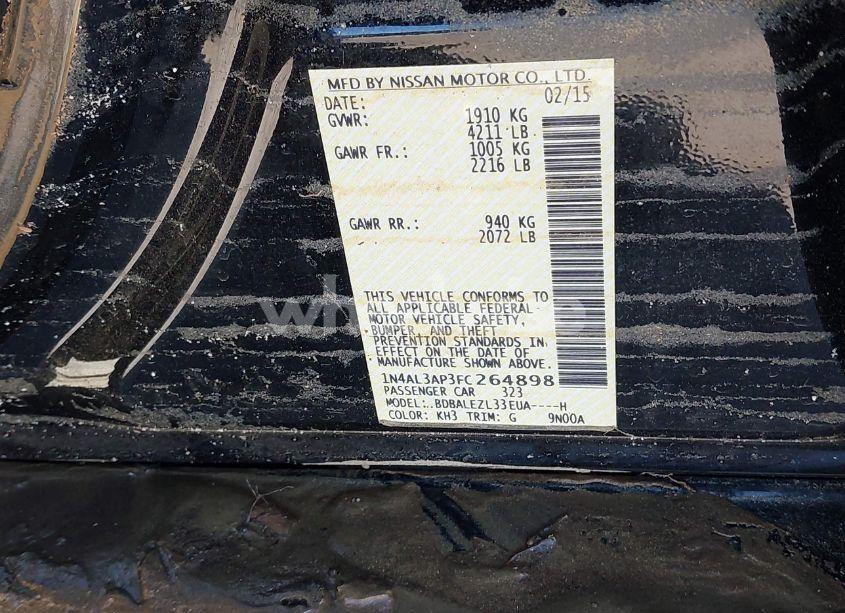 MFD BY NISSAN MOTOR CO., LTD.
DATE: 02/15
GVWR: 1910 KG
4211 LB
GAWR FR.: 1005 KG
2216 LB
GAWR RR.: 940 KG
2072 LB
THIS VEHICLE CONFORMS TO
ALL APPLICABLE FEDERAL
MOTOR VEHICLE SAFETY,
BUMPER, AND THEFT
PREVENTION STANDARDS IN
EFFECT ON THE DATE OF
MANUFACTURE SHOWN ABOVE.
1N4AL3AP3FC264898
PASSENGER CAR 323
MODEL:.BDBALEZL33EUA----H
COLOR: KH3 TRIM: G 9N00A